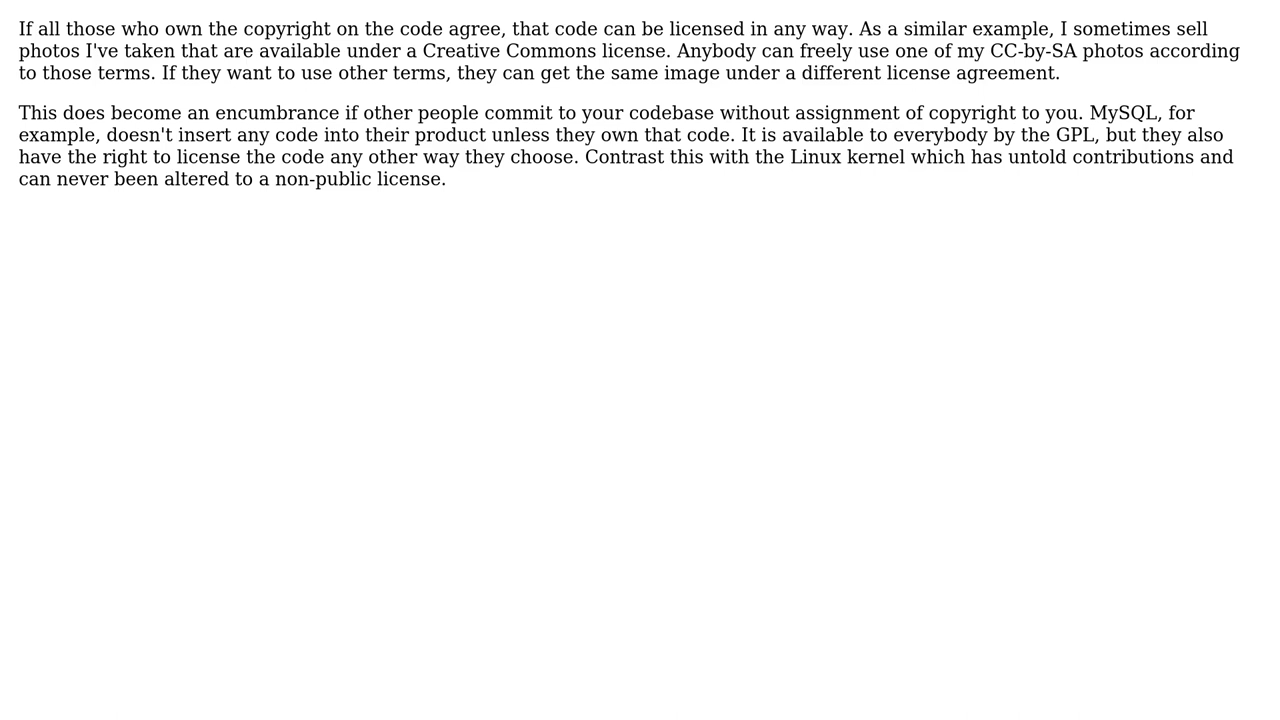 If all those who own the copyright on the code agree, that code can be licensed in any way. As a similar example, I sometimes sell
photos I've taken that are available under a Creative Commons license. Anybody can freely use one of my CC-by-SA photos according
to those terms. If they want to use other terms, they can get the same image under a different license agreement.
This does become an encumbrance if other people commit to your codebase without assignment of copyright to you. MySQL, for
example, doesn't insert any code into their product unless they own that code. It is available to everybody by the GPL, but they also
have the right to license the code any other way they choose. Contrast this with the Linux kernel which has untold contributions and
can never been altered to a non-public license.